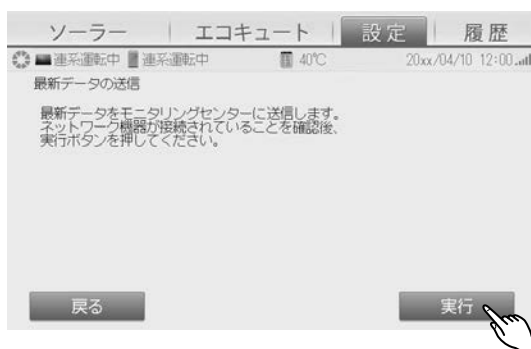 ソーラー エコキュート 設定 履歴
連系運転中 連系運転中 40℃ 20xx/04/10 12:00
最新データの送信
最新データをモニタリングセンターに送信します。
ネットワーク機器が接続されていることを確認後、
実行ボタンを押してください。
戻る 実行